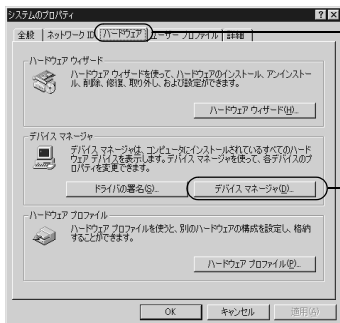 システムのプロパティ
全般 ネットワーク ID ハードウェア ユーザー プロファイル 詳細
ハードウェア ウィザード
ハードウェア ウィザードを使って、ハードウェアのインストール、アンインストー
ル、削除、修復、取り外し、および設定ができます。
ハードウェア ウィザード(H)...
デバイス マネージャ
デバイス マネージャは、コンピュータにインストールされているすべてのハード
ウェア デバイスを表示します。デバイス マネージャを使って、各デバイスのプ
ロパティを変更できます。
ドライバの署名(S)... デバイス マネージャ(D)...
ハードウェア プロファイル
ハードウェア プロファイルを使うと、別のハードウェアの構成を設定し、格納
することができます。
ハードウェア プロファイル(P)...
OK キャンセル 適用(A)